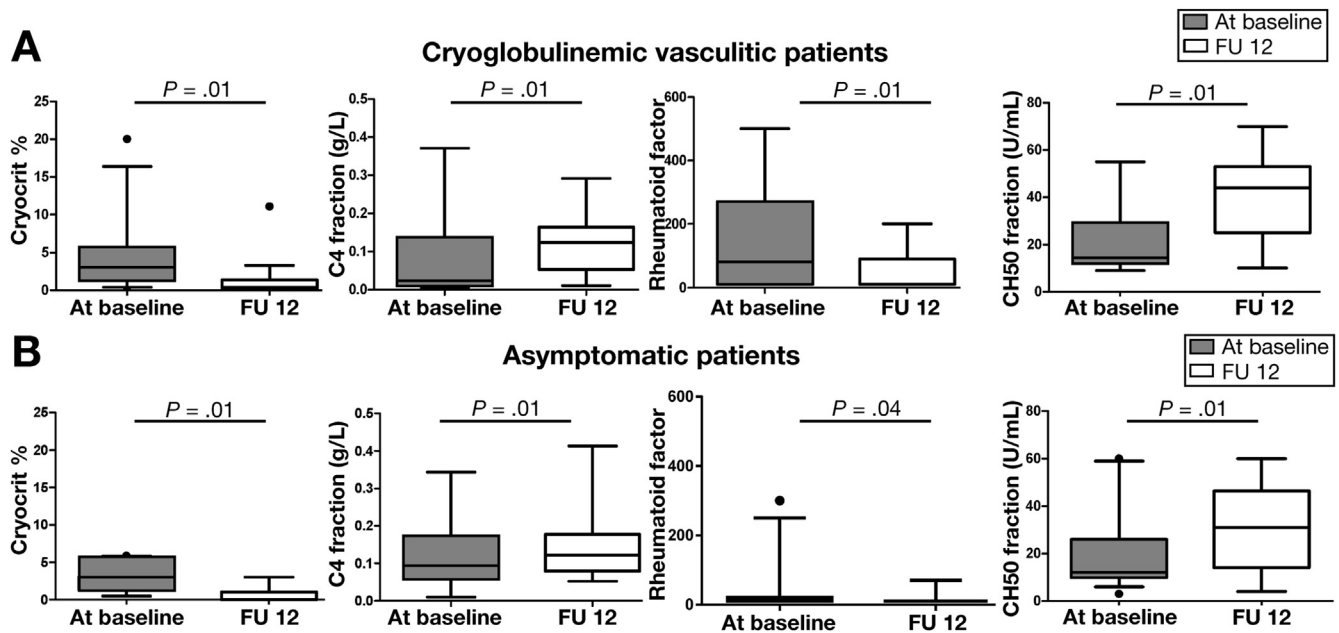 A
Cryoglobulinemic vasculitic patients
At baseline
FU 12
P = .01
Cryocrit %
25
20
15
10
5
0
At baseline FU 12
P = .01
C4 fraction (g/L)
0.5
0.4
0.3
0.2
0.1
0.0
At baseline FU 12
P = .01
Rheumatoid factor
600
400
200
0
At baseline FU 12
P = .01
CH50 fraction (U/mL)
80
60
40
20
0
At baseline FU 12
B
Asymptomatic patients
At baseline
FU 12
P = .01
Cryocrit %
25
20
15
10
5
0
At baseline FU 12
P = .01
C4 fraction (g/L)
0.5
0.4
0.3
0.2
0.1
0.0
At baseline FU 12
P = .04
Rheumatoid factor
600
400
200
0
At baseline FU 12
P = .01
CH50 fraction (U/mL)
80
60
40
20
0
At baseline FU 12